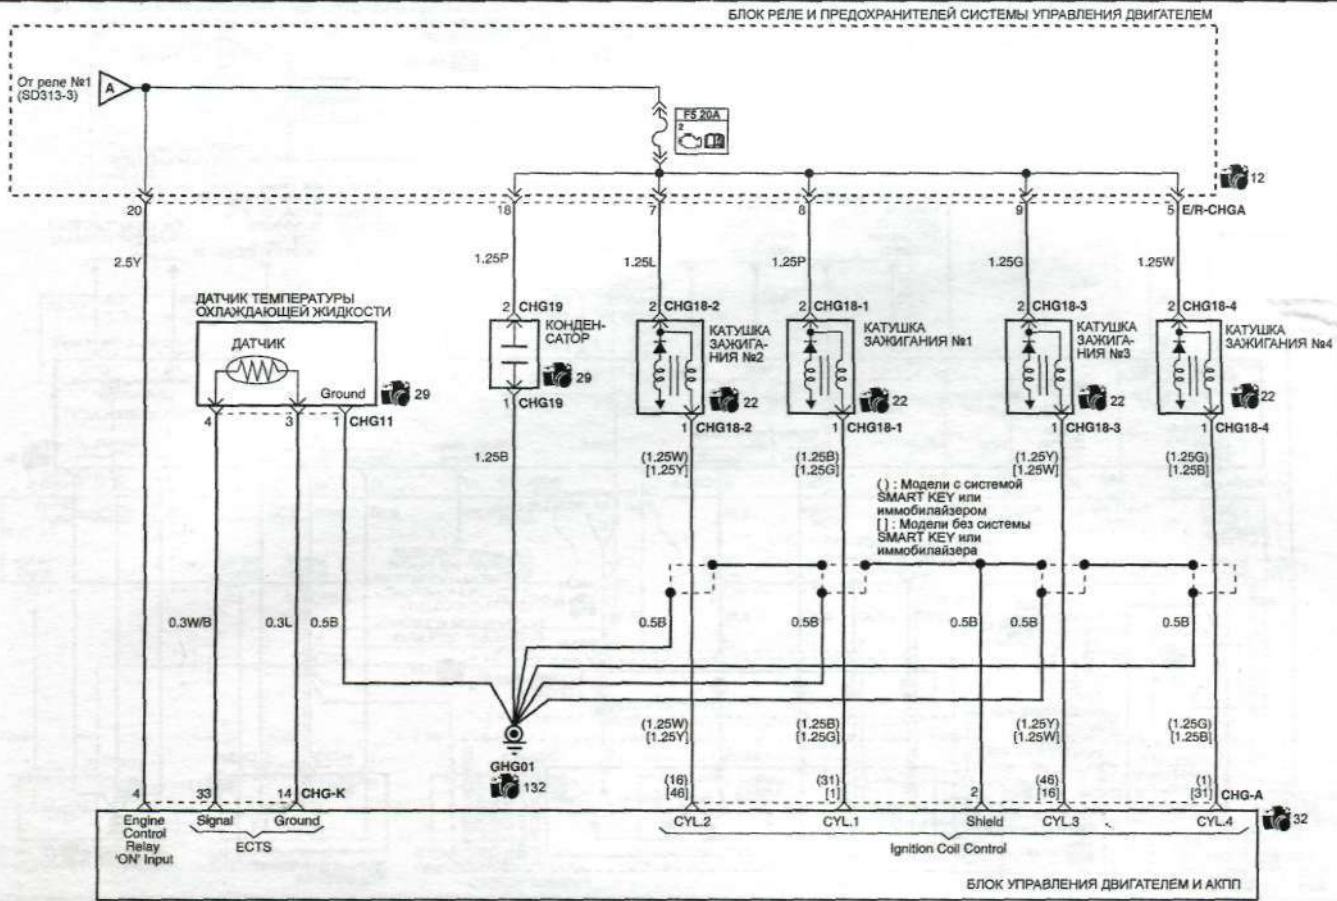 БЛОК РЕЛЕ И ПРЕДОХРАНИТЕЛЕЙ СИСТЕМЫ УПРАВЛЕНИЯ ДВИГАТЕЛЕМ
От реле №1
(SD313-3)
A
F5 20A
2
12
20
18
7
8
9
5
E/R-CHGA
2.5Y
1.25P
1.25L
1.25P
1.25G
1.25W
ДАТЧИК ТЕМПЕРАТУРЫ
ОХЛАЖДАЮЩЕЙ ЖИДКОСТИ
ДАТЧИК
Ground
29
4
3
1
CHG11
2
CHG19
КОНДЕН-
САТОР
29
1
CHG19
2
CHG18-2
КАТУШКА
ЗАЖИГА-
НИЯ №2
22
1
CHG18-2
2
CHG18-1
КАТУШКА
ЗАЖИГАНИЯ №1
22
1
CHG18-1
2
CHG18-3
КАТУШКА
ЗАЖИГА-
НИЯ №3
22
1
CHG18-3
2
CHG18-4
КАТУШКА
ЗАЖИГАНИЯ №4
22
1
CHG18-4
1.25B
(1.25W)
[1.25Y]
(1.25B)
[1.25G]
(1.25Y)
[1.25W]
(1.25G)
[1.25B]
( ) : Модели с системой
SMART KEY или
иммобилайзером
[ ] : Модели без системы
SMART KEY или
иммобилайзера
0.3W/B
0.3L
0.5B
0.5B
0.5B
0.5B
0.5B
0.5B
GHG01
132
(1.25W)
[1.25Y]
(1.25B)
[1.25G]
(1.25Y)
[1.25W]
(1.25G)
[1.25B]
4
33
14
CHG-K
(16)
[46]
(31)
[1]
2
(46)
[16]
(1)
[31]
CHG-A
32
Engine
Control
Relay
'ON' Input
Signal
Ground
ECTS
CYL.2
CYL.1
Shield
CYL.3
CYL.4
Ignition Coil Control
БЛОК УПРАВЛЕНИЯ ДВИГАТЕЛЕМ И АКПП